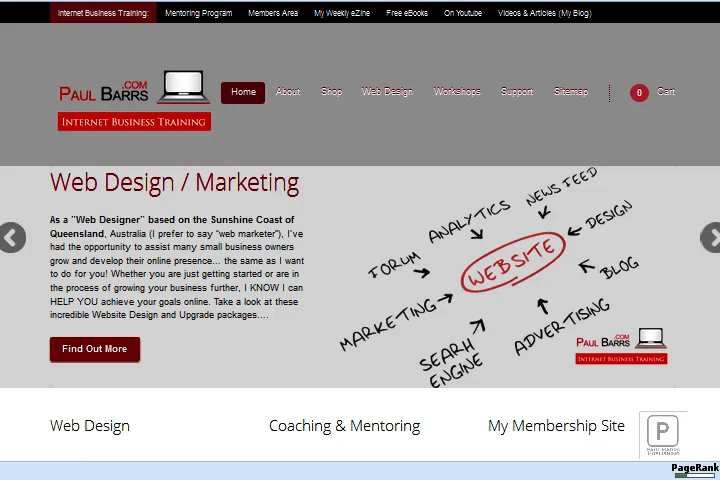 Internet Business Training: Mentoring Program Members Area My Weekly eZine Free eBooks On Youtube Videos & Articles (My Blog)
PAUL BARRS .COM
INTERNET BUSINESS TRAINING
Home About Shop Web Design Workshops Support Sitemap 0 Cart
Web Design / Marketing
As a "Web Designer" based on the Sunshine Coast of
Queensland, Australia (I prefer to say "web marketer"), I've
had the opportunity to assist many small business owners
grow and develop their online presence... the same as I want
to do for you! Whether you are just getting started or are in
the process of growing your business further, I KNOW I can
HELP YOU achieve your goals online. Take a look at these
incredible Website Design and Upgrade packages....
Find Out More
NEWS FEED
ANALYTICS
DESIGN
FORUM
WEBSITE
BLOG
MARKETING
ADVERTISING
SEARH
ENGINE
PAUL BARRS .COM
INTERNET BUSINESS TRAINING
Web Design Coaching & Mentoring My Membership Site
P
PAUL BARRS
PUBLISHING
PageRank